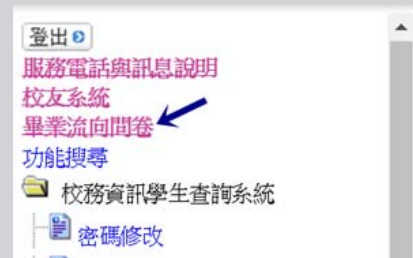 登出
服務電話與訊息說明
校友系統
畢業流向問卷
功能搜尋
校務資訊學生查詢系統
密碼修改